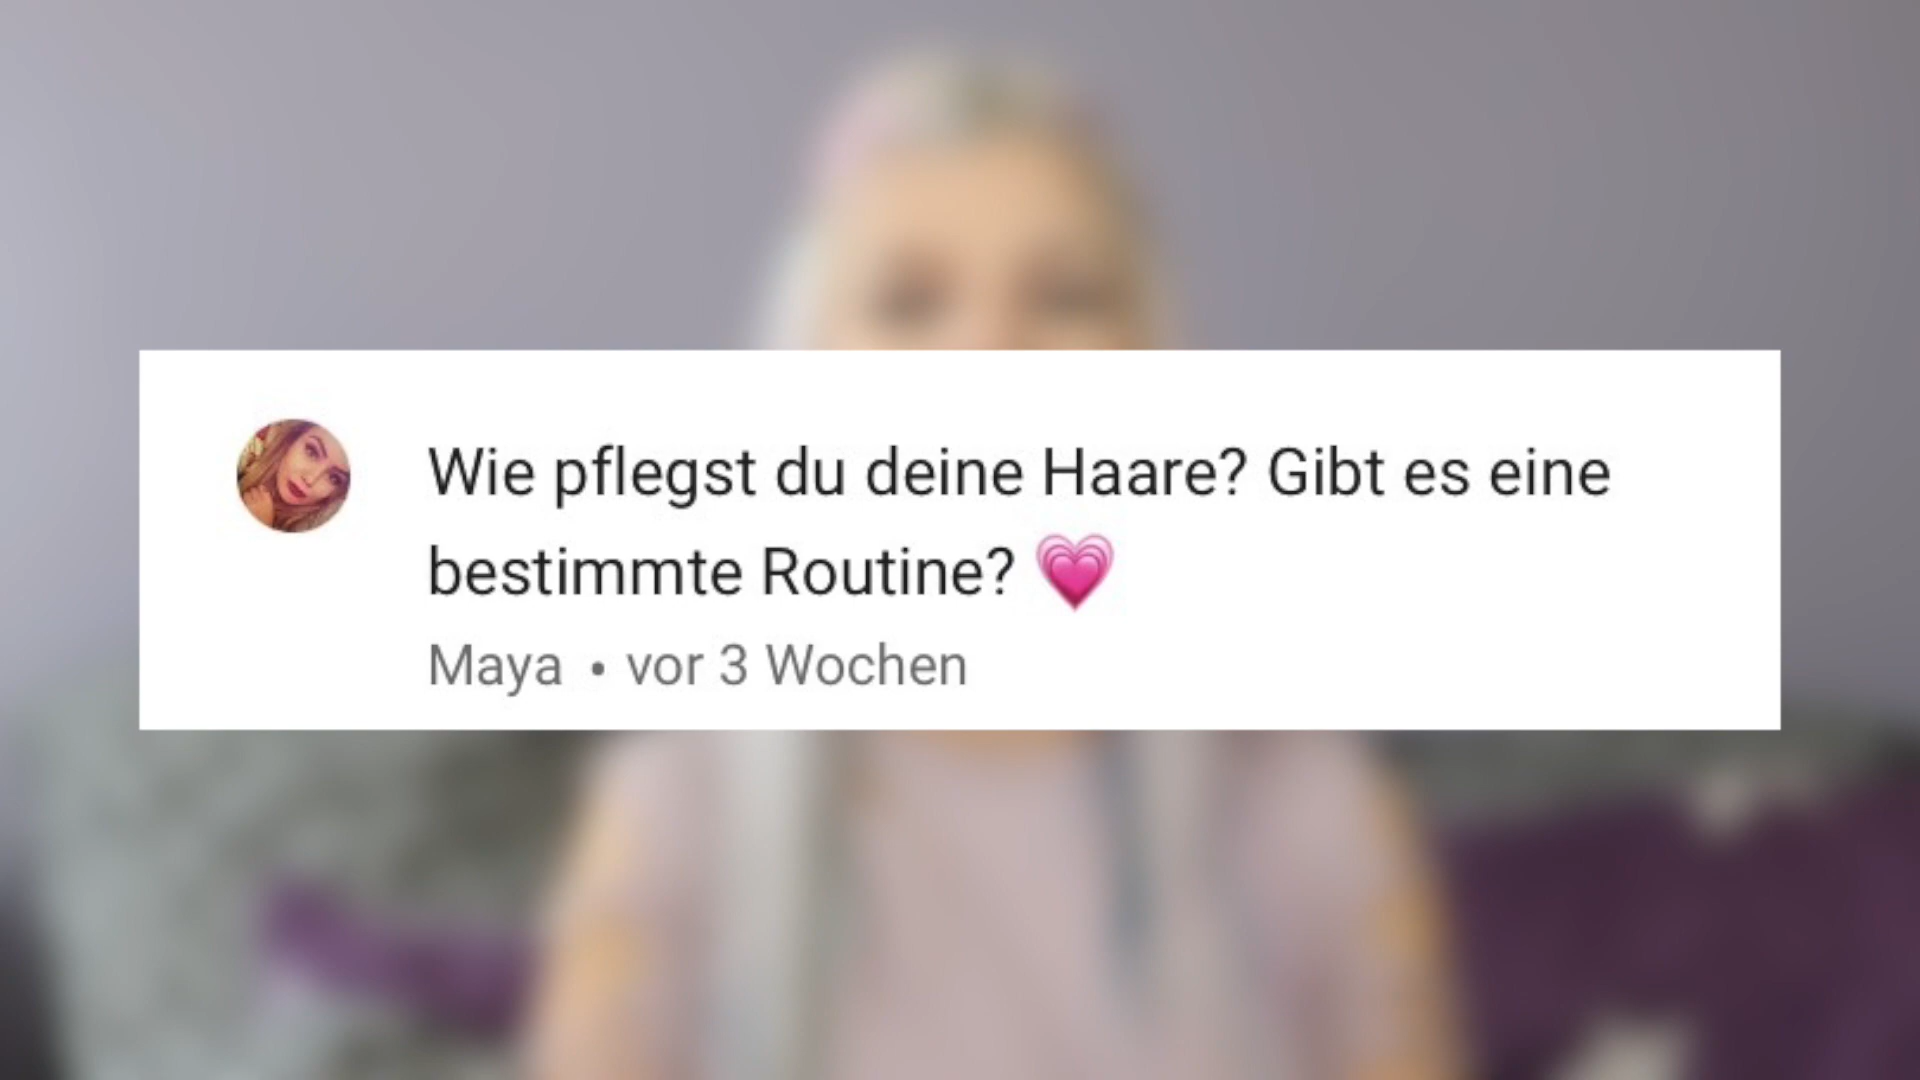 Wie pflegst du deine Haare? Gibt es eine
bestimmte Routine? 💗
Maya • vor 3 Wochen